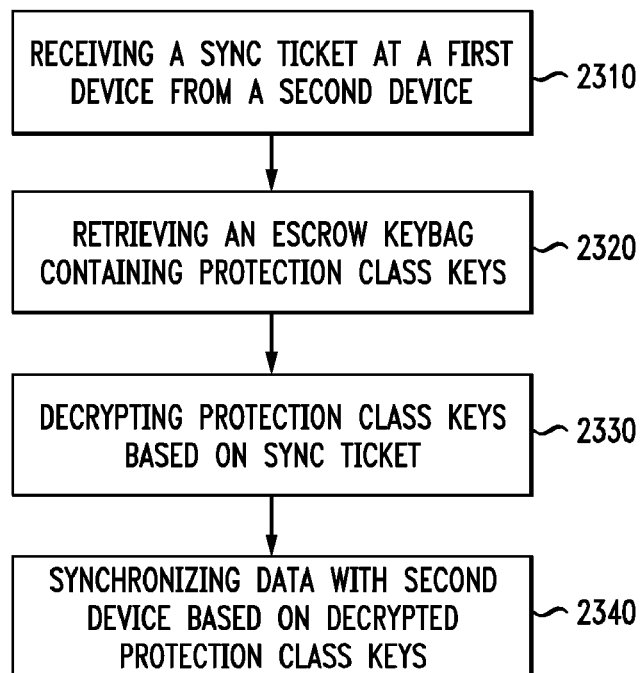 RECEIVING A SYNC TICKET AT A FIRST
DEVICE FROM A SECOND DEVICE
2310
RETRIEVING AN ESCROW KEYBAG
CONTAINING PROTECTION CLASS KEYS
2320
DECRYPTING PROTECTION CLASS KEYS
BASED ON SYNC TICKET
2330
SYNCHRONIZING DATA WITH SECOND
DEVICE BASED ON DECRYPTED
PROTECTION CLASS KEYS
2340